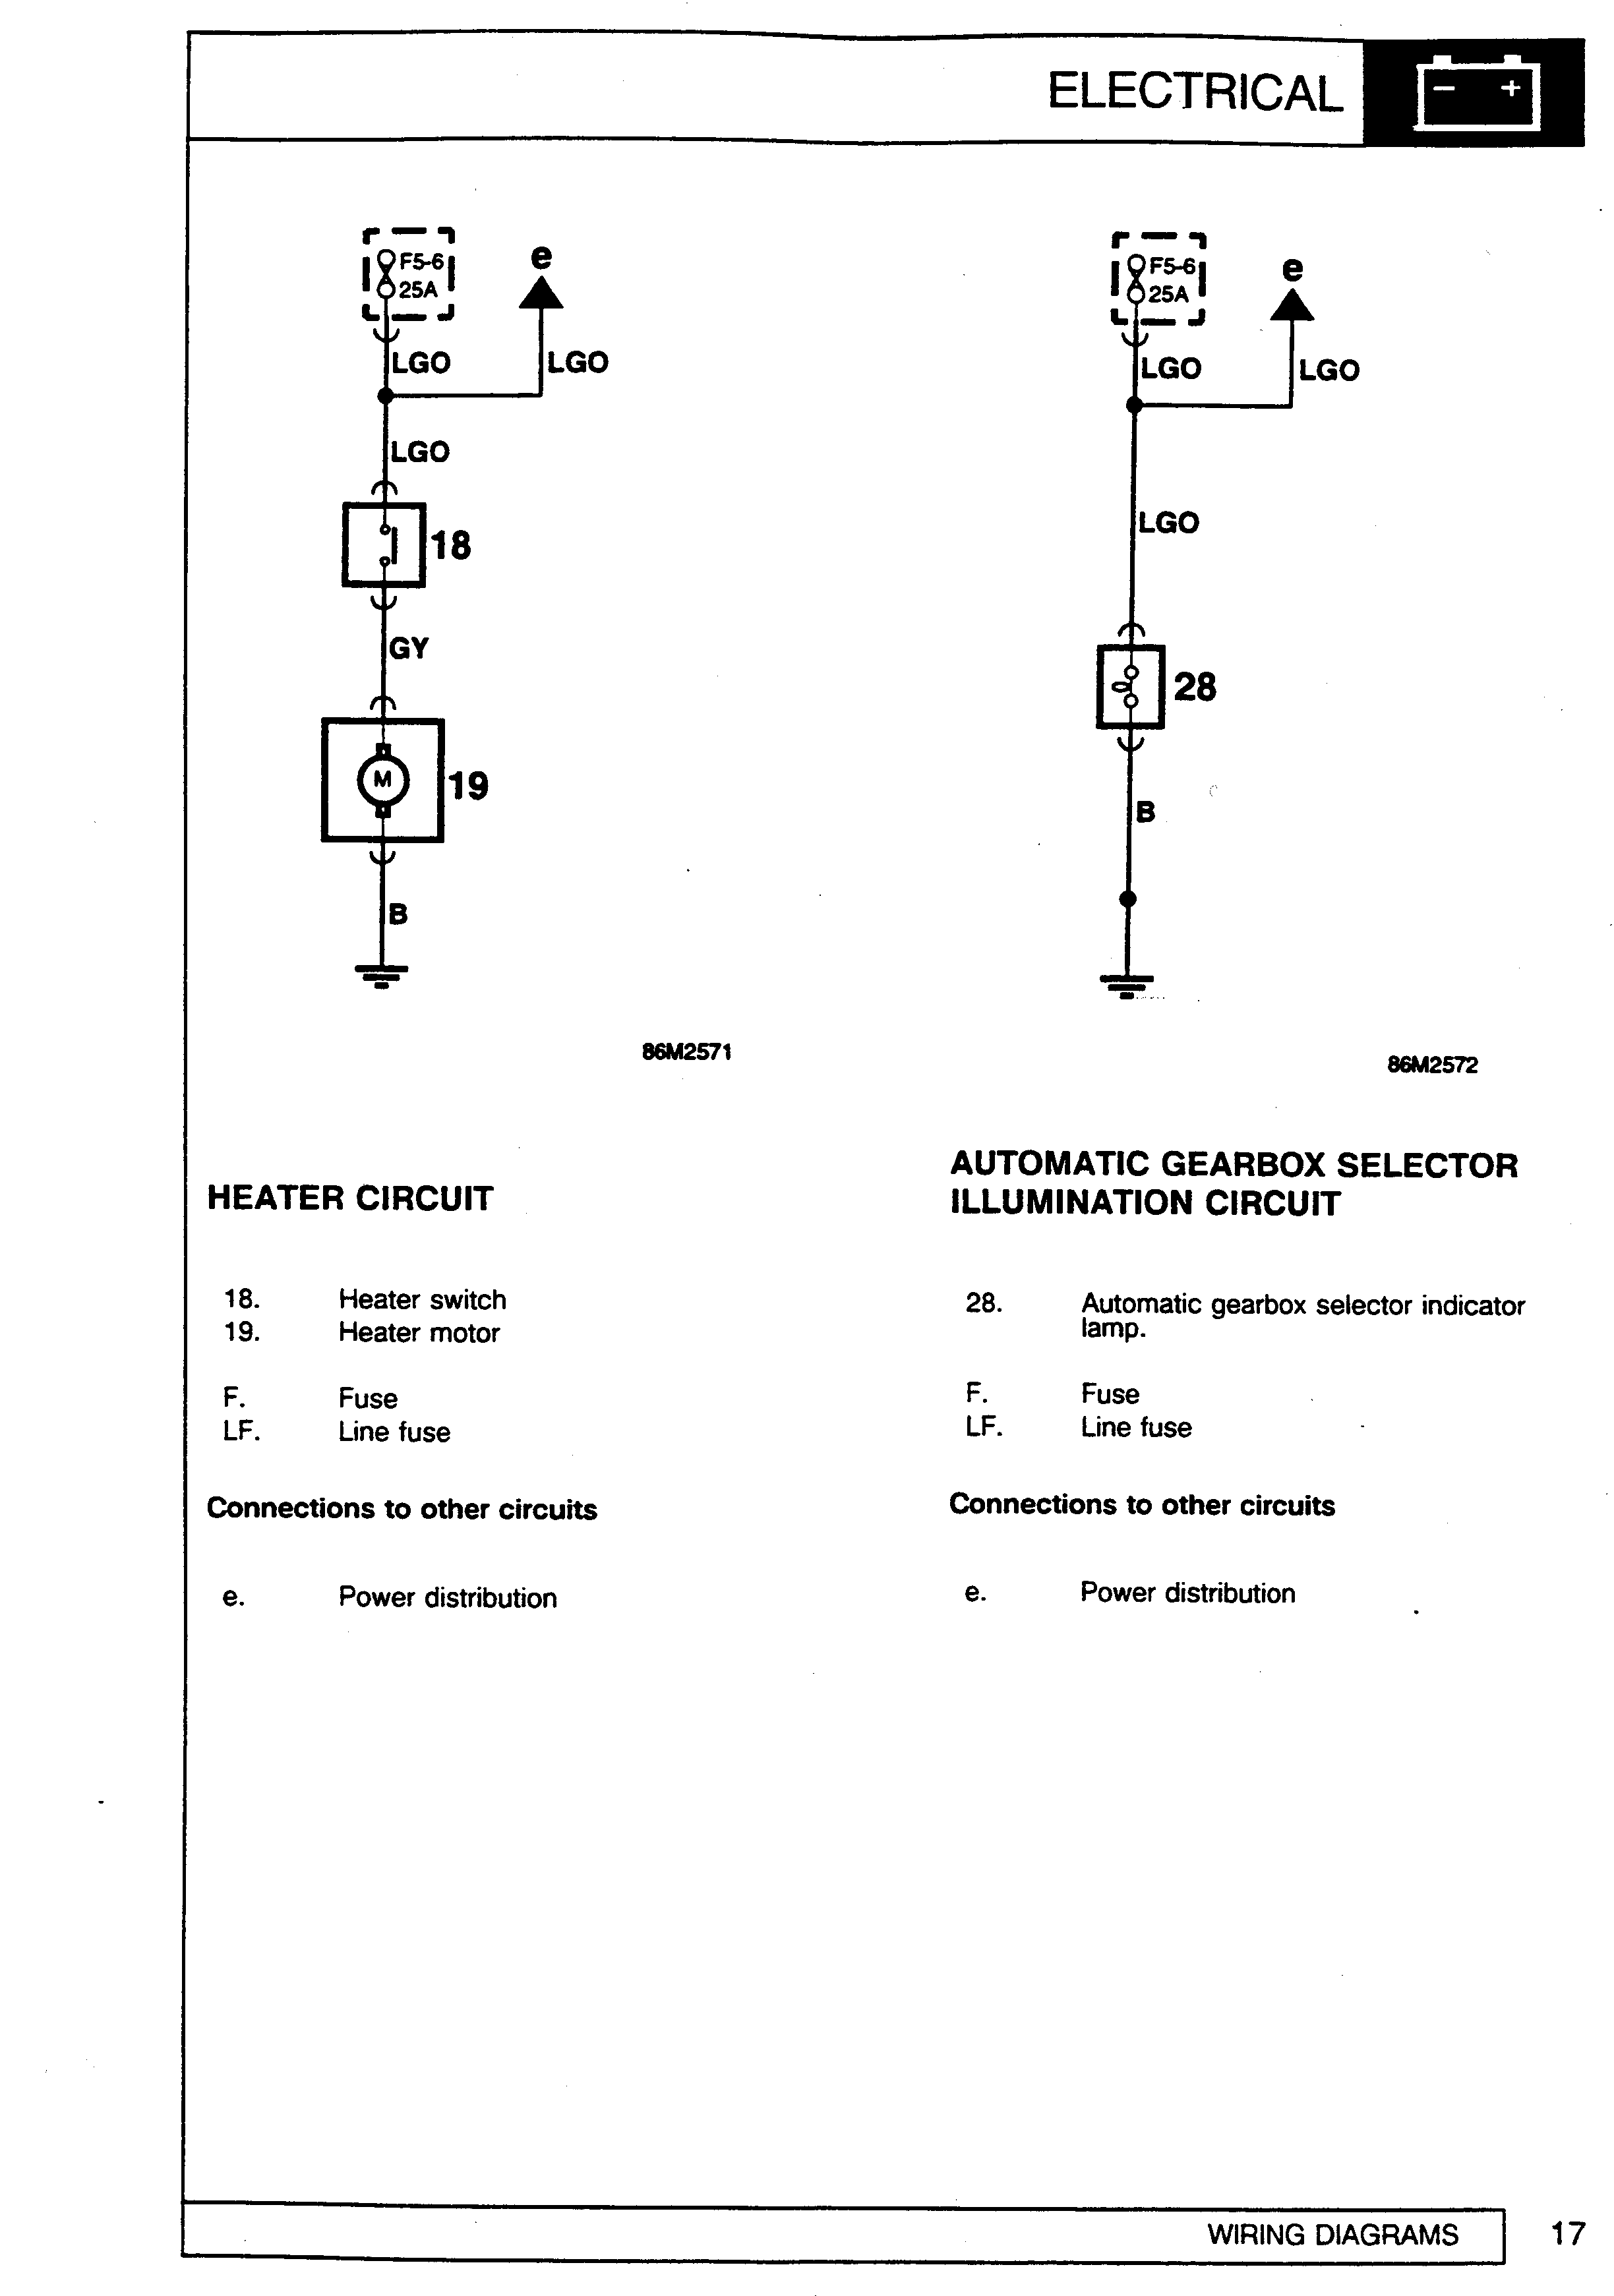 ELECTRICAL
- +
F5-6
25A
e
LGO
LGO
LGO
18
GY
M
19
B
86M2571
F5-6
25A
e
LGO
LGO
LGO
28
B
86M2572
HEATER CIRCUIT
18. Heater switch
19. Heater motor
F. Fuse
LF. Line fuse
Connections to other circuits
e. Power distribution
AUTOMATIC GEARBOX SELECTOR
ILLUMINATION CIRCUIT
28. Automatic gearbox selector indicator
lamp.
F. Fuse
LF. Line fuse
Connections to other circuits
e. Power distribution
WIRING DIAGRAMS
17